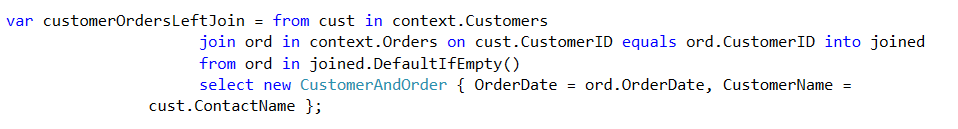 var customerOrdersLeftJoin = from cust in context.Customers
join ord in context.Orders on cust.CustomerID equals ord.CustomerID into joined
from ord in joined.DefaultIfEmpty()
select new CustomerAndOrder { OrderDate = ord.OrderDate, CustomerName =
cust.ContactName };